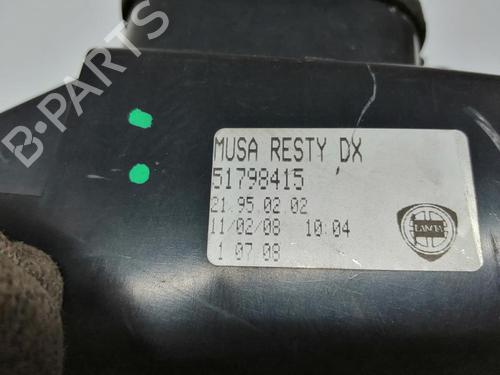 B-PARTS
MUSA RESTY DX
51798415
21.95.02.02
11/02/08 10:04
1 07.08
LANCIA